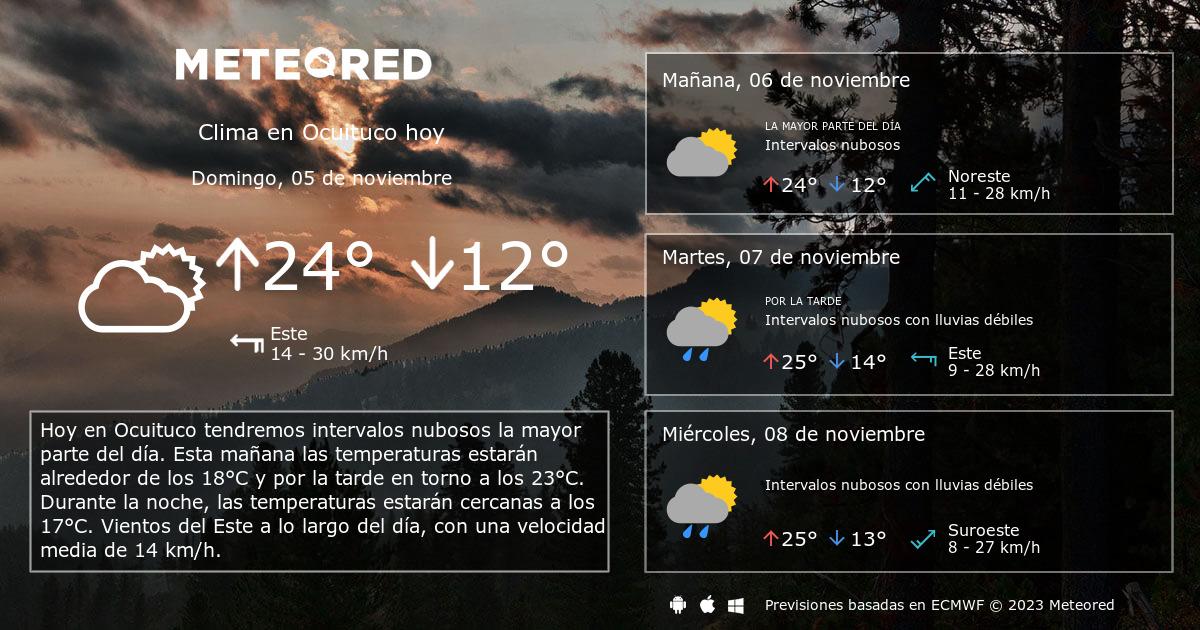 METEORED
Clima en Ocuituco hoy
Domingo, 05 de noviembre
24° 12°
Este
14 - 30 km/h
Hoy en Ocuituco tendremos intervalos nubosos la mayor
parte del día. Esta mañana las temperaturas estarán
alrededor de los 18°C y por la tarde en torno a los 23°C.
Durante la noche, las temperaturas estarán cercanas a los
17°C. Vientos del Este a lo largo del día, con una velocidad
media de 14 km/h.
Mañana, 06 de noviembre
LA MAYOR PARTE DEL DÍA
Intervalos nubosos
24° 12°
Noreste
11 - 28 km/h
Martes, 07 de noviembre
POR LA TARDE
Intervalos nubosos con lluvias débiles
25° 14°
Este
9 - 28 km/h
Miércoles, 08 de noviembre
Intervalos nubosos con lluvias débiles
25° 13°
Suroeste
8 - 27 km/h
Previsiones basadas en ECMWF © 2023 Meteored